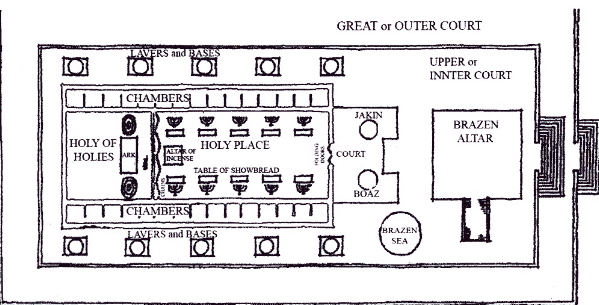 GREAT or OUTER COURT
LAVERS and BASES
UPPER or
INNTER COURT
CHAMBERS
JAKIN
HOLY PLACE
BRAZEN
ALTAR
HOLY OF
HOLIES
ARK
ALTAR OF
INCENSE
COURT
TABLE OF SHOWBREAD
BOAZ
CHAMBERS
LAVERS and BASES
BRAZEN
SEA